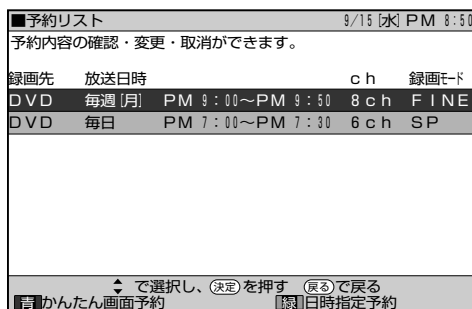 ■予約リスト 9/15[水] PM 8:50
予約内容の確認・変更・取消ができます。
録画先 放送日時 ch 録画モード
DVD 毎週[月] PM 9:00~PM 9:50 8ch FINE
DVD 毎日 PM 7:00~PM 7:30 6ch SP
で選択し、決定を押す 戻るで戻る
青かんたん画面予約 緑日時指定予約